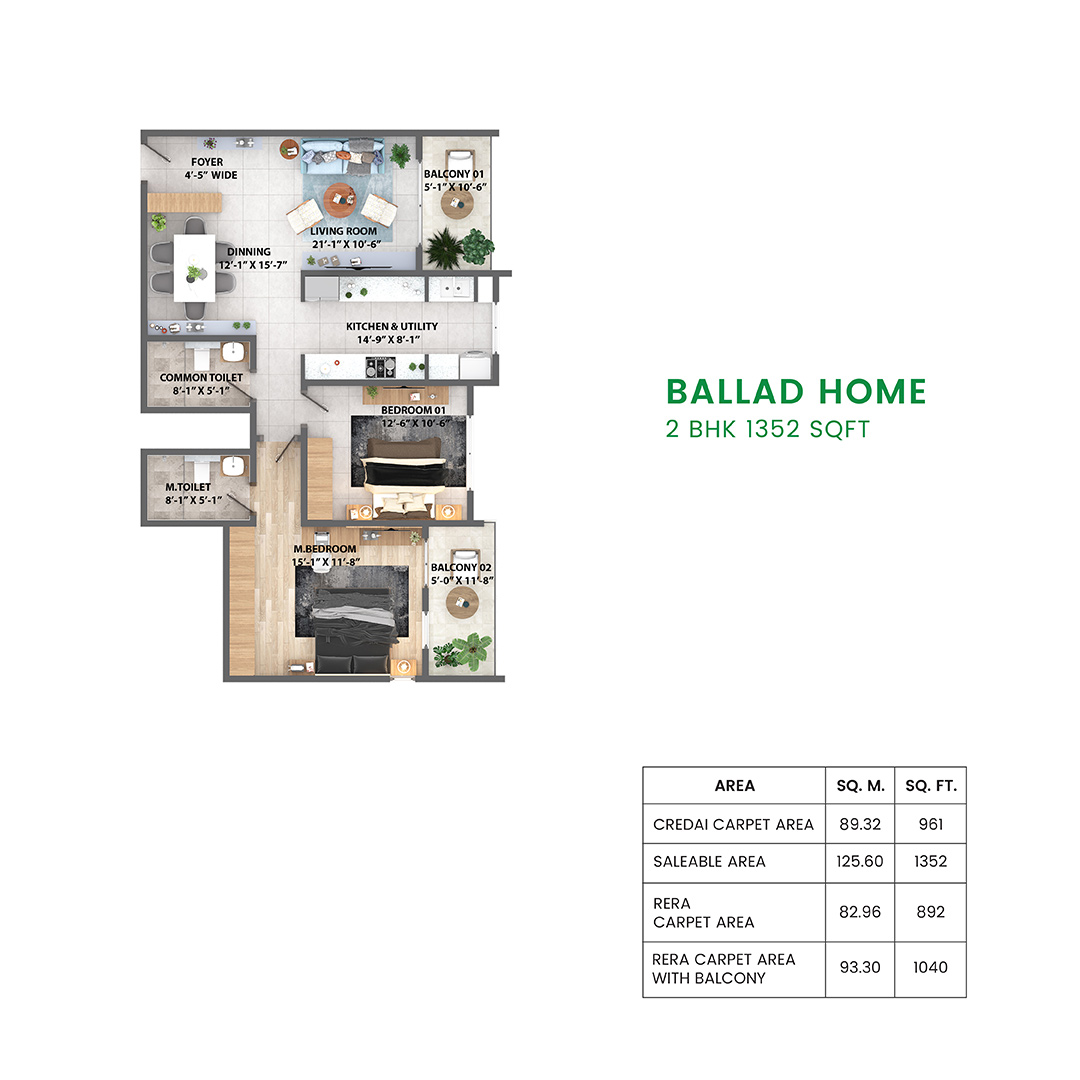 FOYER
4'-5" WIDE
BALCONY 01
5'-1" X 10'-6"
LIVING ROOM
21'-1" X 10'-6"
DINNING
12'-1" X 15'-7"
KITCHEN & UTILITY
14'-9" X 8'-1"
COMMON TOILET
8'-1" X 5'-1"
BEDROOM 01
12'-6" X 10'-6"
M.TOILET
8'-1" X 5'-1"
M.BEDROOM
15'-1" X 11'-8"
BALCONY 02
5'-0" X 11'-8"
BALLAD HOME
2 BHK 1352 SQFT
AREA SQ. M. SQ. FT.
CREDAI CARPET AREA 89.32 961
SALEABLE AREA 125.60 1352
RERA
CARPET AREA 82.96 892
RERA CARPET AREA
WITH BALCONY 93.30 1040